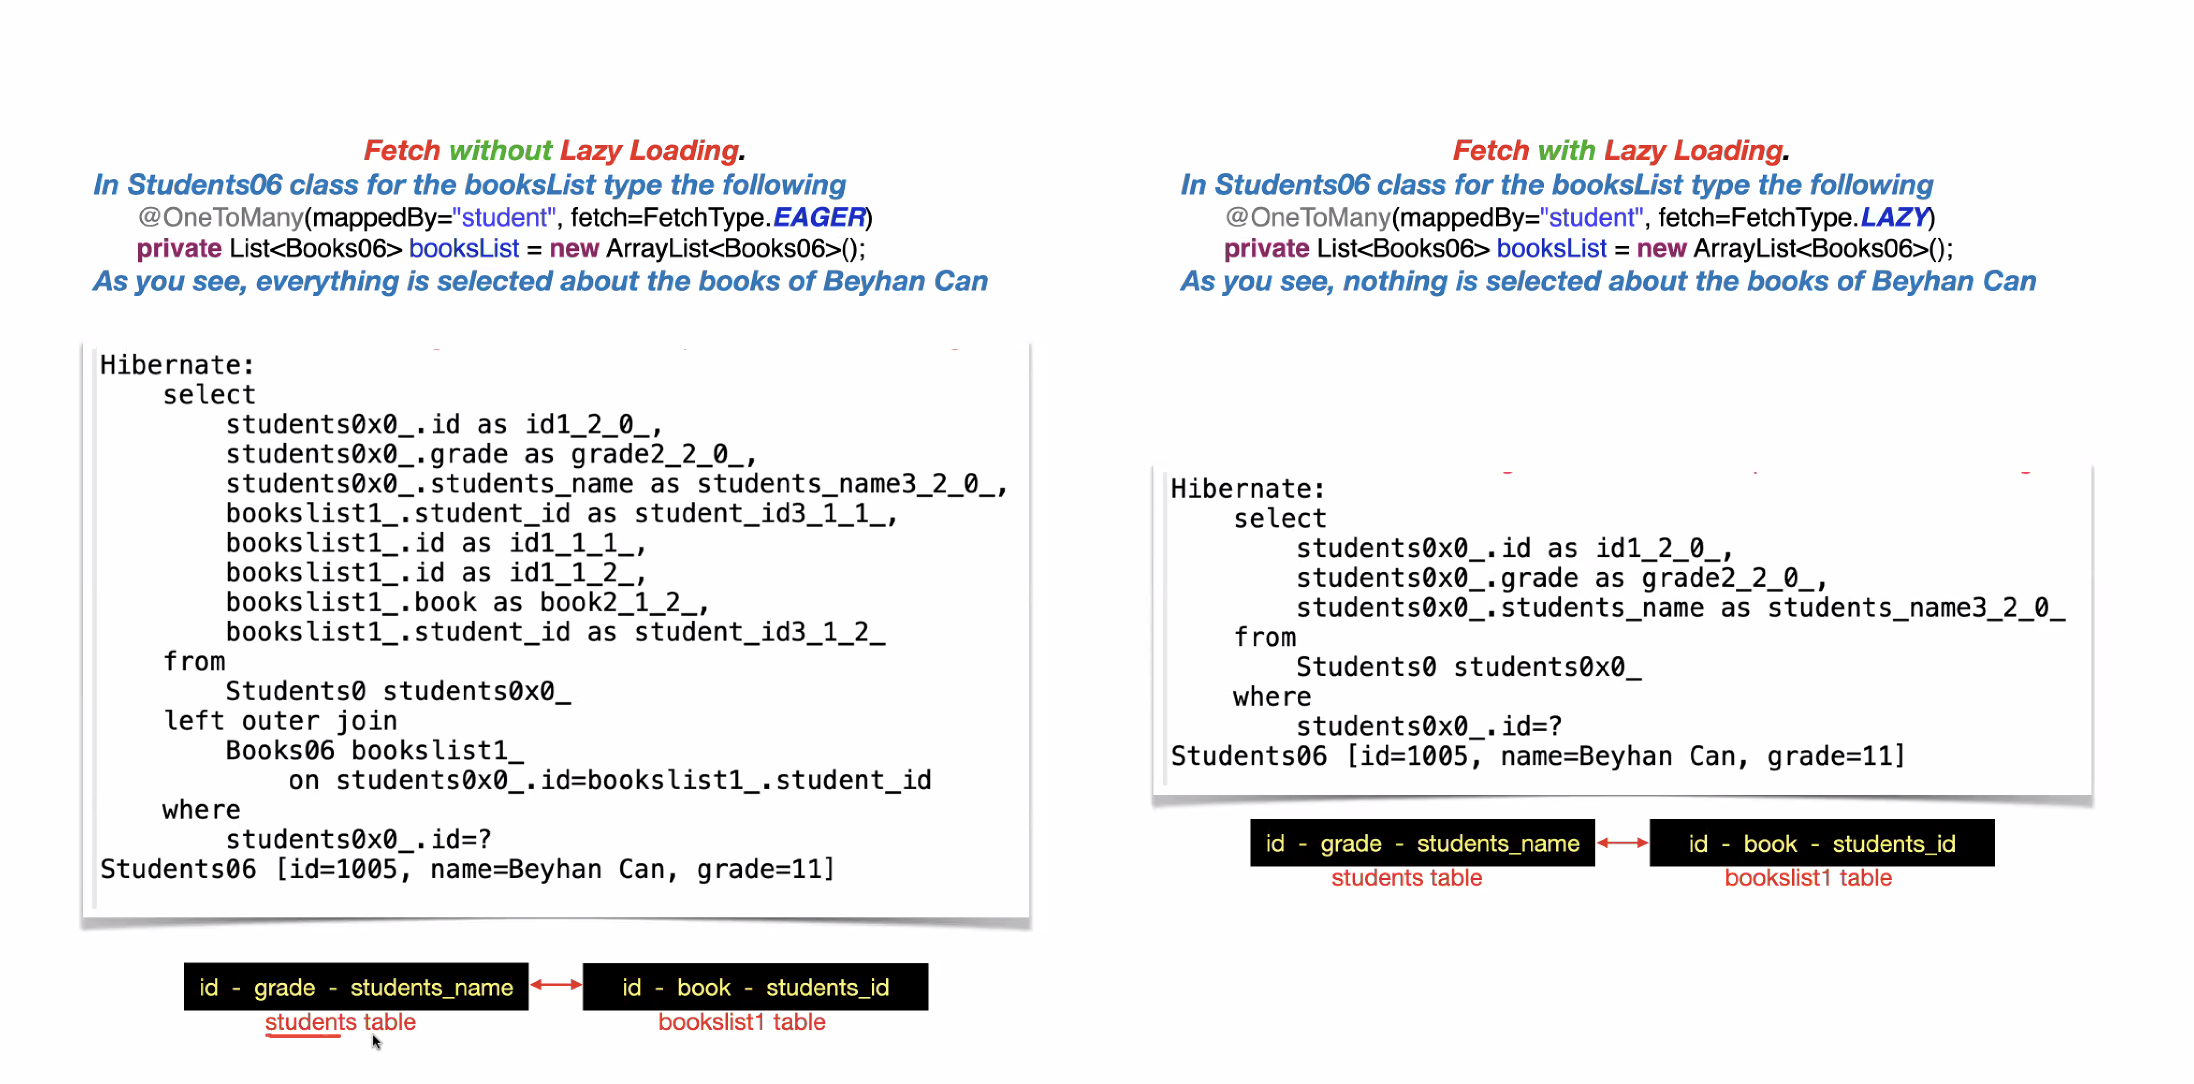 Fetch without Lazy Loading.
In Students06 class for the booksList type the following
@OneToMany(mappedBy="student", fetch=FetchType.EAGER)
private List<Books06> booksList = new ArrayList<Books06>();
As you see, everything is selected about the books of Beyhan Can
Hibernate:
    select
        students0x0_.id as id1_2_0_,
        students0x0_.grade as grade2_2_0_,
        students0x0_.students_name as students_name3_2_0_,
        bookslist1_.student_id as student_id3_1_1_,
        bookslist1_.id as id1_1_1_,
        bookslist1_.id as id1_1_2_,
        bookslist1_.book as book2_1_2_,
        bookslist1_.student_id as student_id3_1_2_
    from
        Students0 students0x0_
    left outer join
        Books06 bookslist1_
            on students0x0_.id=bookslist1_.student_id
    where
        students0x0_.id=?
Students06 [id=1005, name=Beyhan Can, grade=11]
id - grade - students_name
id - book - students_id
students table
bookslist1 table
Fetch with Lazy Loading.
In Students06 class for the booksList type the following
@OneToMany(mappedBy="student", fetch=FetchType.LAZY)
private List<Books06> booksList = new ArrayList<Books06>();
As you see, nothing is selected about the books of Beyhan Can
Hibernate:
    select
        students0x0_.id as id1_2_0_,
        students0x0_.grade as grade2_2_0_,
        students0x0_.students_name as students_name3_2_0_
    from
        Students0 students0x0_
    where
        students0x0_.id=?
Students06 [id=1005, name=Beyhan Can, grade=11]
id - grade - students_name
id - book - students_id
students table
bookslist1 table